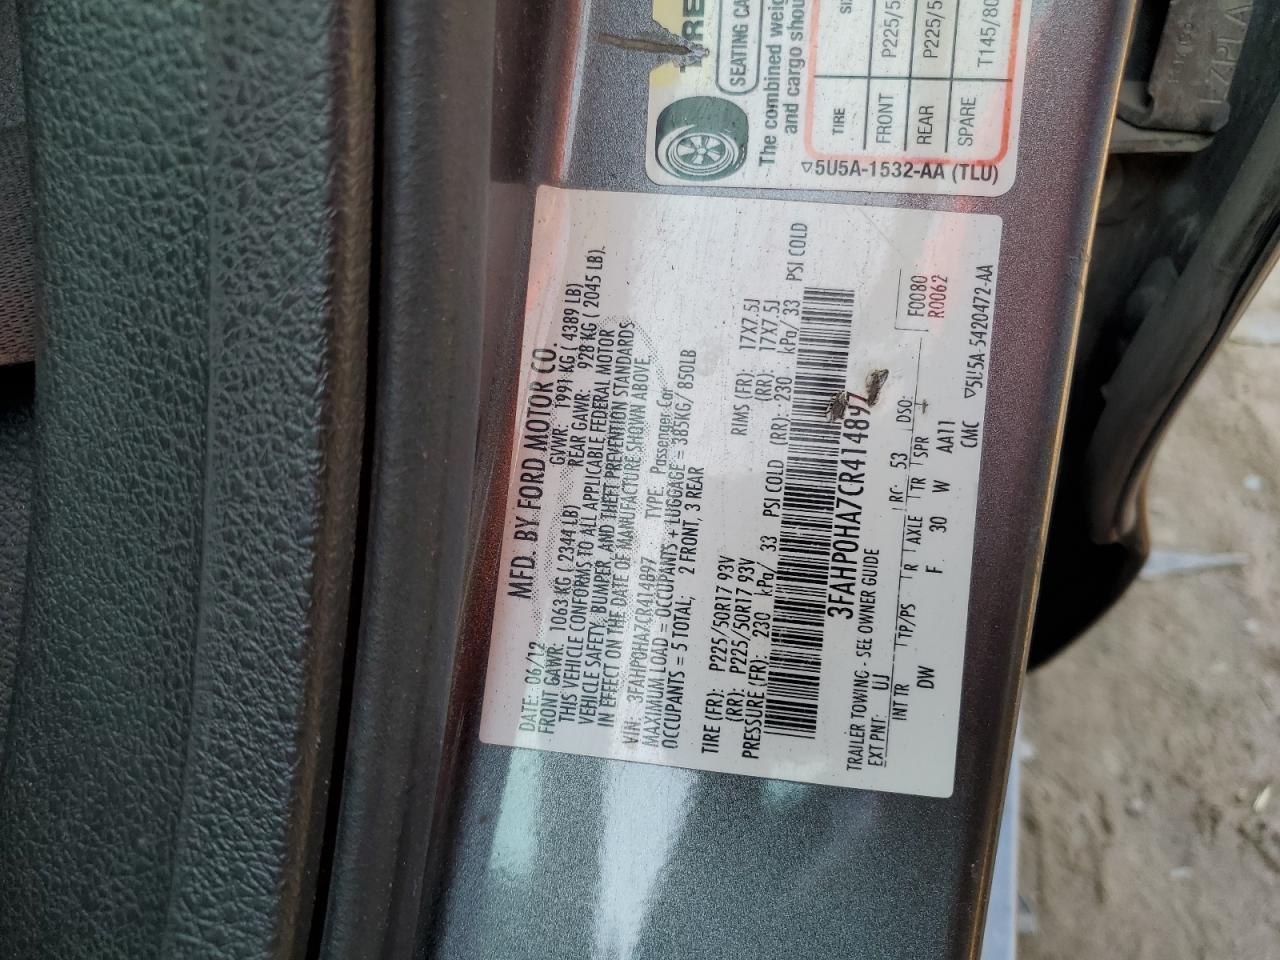 MFD. BY FORD MOTOR CO.
DATE: 06/12 GVWR: 1991 KG ( 4389 LB)
FRONT GAWR: 1063 KG ( 2344 LB) REAR GAWR: 928 KG ( 2045 LB).
THIS VEHICLE CONFORMS TO ALL APPLICABLE FEDERAL MOTOR
VEHICLE SAFETY, BUMPER, AND THEFT PREVENTION STANDARDS
IN EFFECT ON THE DATE OF MANUFACTURE SHOWN ABOVE.
VIN: 3FAHP0HA7CR414897 TYPE: Passenger Car
MAXIMUM LOAD = OCCUPANTS + LUGGAGE = 385KG/850LB
OCCUPANTS = 5 TOTAL; 2 FRONT, 3 REAR
TIRE (FR): P225/50R17 93V RIMS (FR): 17X7.5J
(RR): P225/50R17 93V (RR): 17X7.5J
PRESSURE (FR): 230 kPa/ 33 PSI COLD (RR): 230 kPa/ 33 PSI COLD
3FAHP0HA7CR414897
TRAILER TOWING - SEE OWNER GUIDE
EXT PNT: UJ RC: 53 DSO:
F0080
R0062
INT TR TP/PS R AXLE TR SPR
DW F 30 W AA11
CMC
▽5U5A-5420472-AA
SEATING CA
The combined weig
and cargo shou
TIRE SI
FRONT P225/5
REAR P225/5
SPARE T145/80
▽5U5A-1532-AA (TLU)